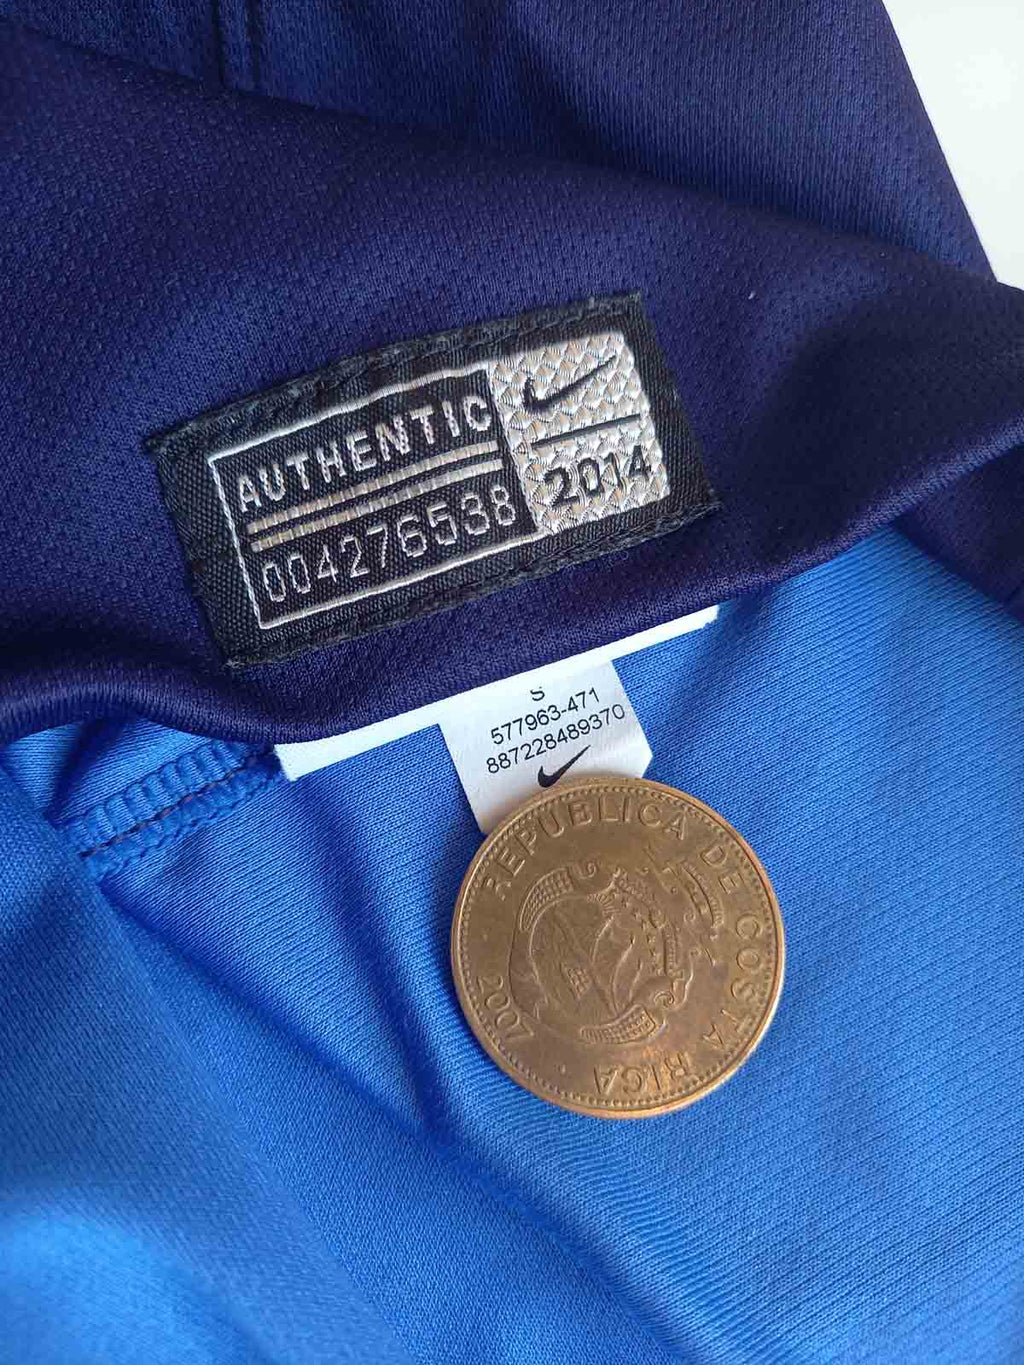 AUTHENTIC
004276538
2014
S
577963-471
887228489370
REPUBLICA DE COSTA RICA
2007